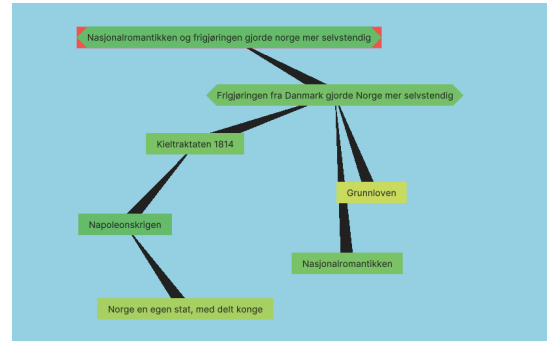 Nasjonalromantikken og frigjøringen gjorde norge mer selvstendig
Frigjøringen fra Danmark gjorde Norge mer selvstendig
Kieltraktaten 1814
Grunnloven
Napoleonskrigen
Nasjonalromantikken
Norge en egen stat, med delt konge